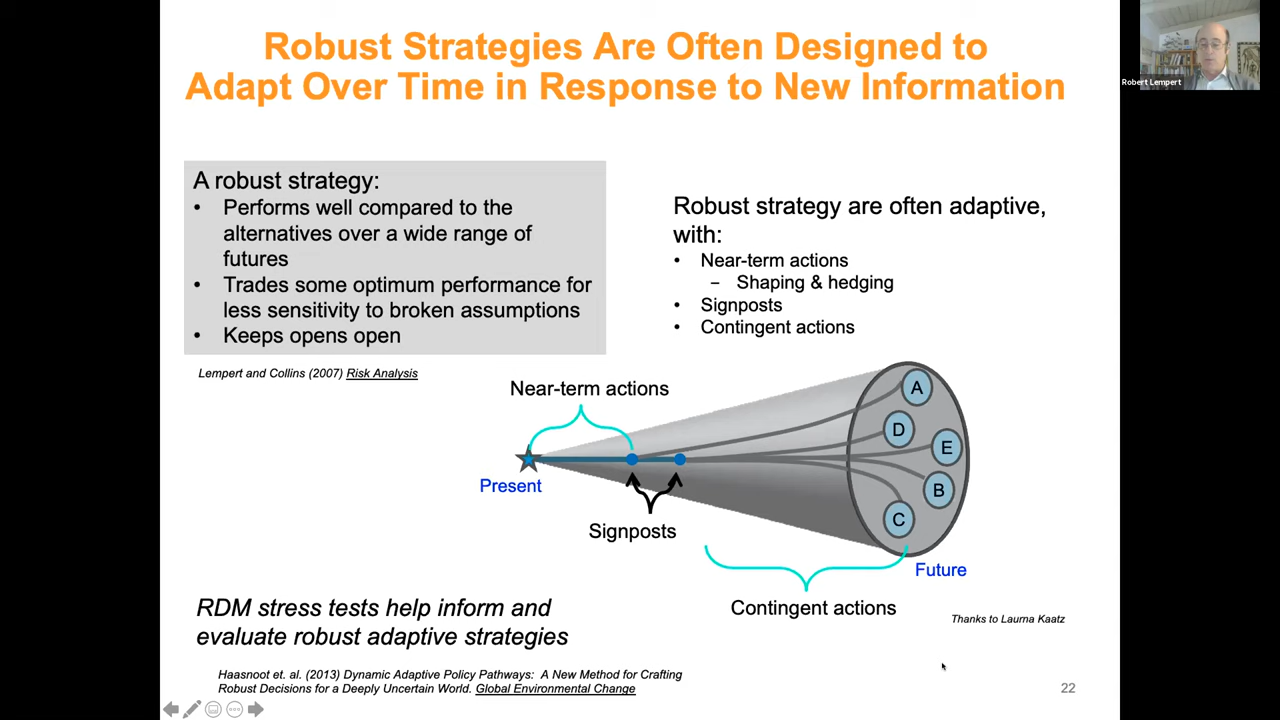 Robust Strategies Are Often Designed to
Adapt Over Time in Response to New Information
Robert Lempert
A robust strategy:
• Performs well compared to the
alternatives over a wide range of
futures
• Trades some optimum performance for
less sensitivity to broken assumptions
• Keeps opens open
Lempert and Collins (2007) Risk Analysis
Robust strategy are often adaptive,
with:
• Near-term actions
– Shaping & hedging
• Signposts
• Contingent actions
Near-term actions
Present
Signposts
A
D
E
B
C
Future
Contingent actions
Thanks to Laurna Kaatz
RDM stress tests help inform and
evaluate robust adaptive strategies
Haasnoot et. al. (2013) Dynamic Adaptive Policy Pathways: A New Method for Crafting
Robust Decisions for a Deeply Uncertain World. Global Environmental Change
22